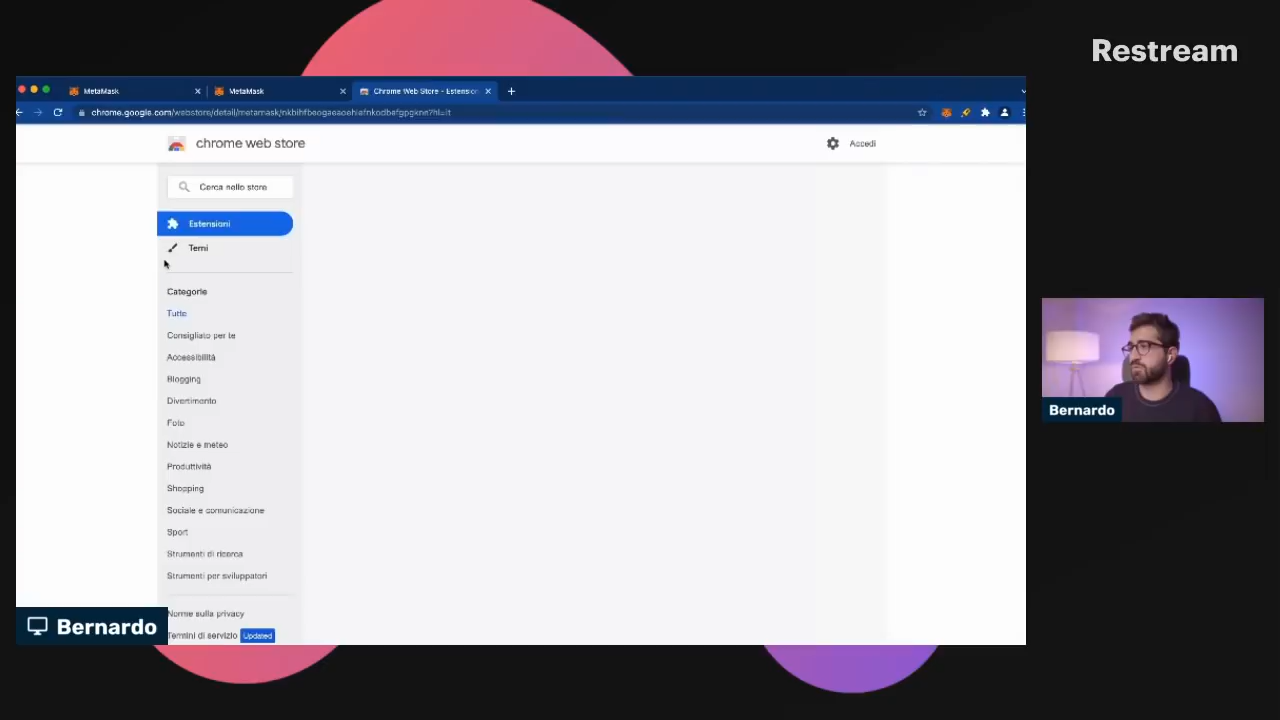 Restream
MetaMask
MetaMask
Chrome Web Store - Estension
chrome.google.com/webstore/detail/metamask/nkbihfbeogaeaoehlefnkodbefgpgknn?hl=it
chrome web store
Accedi
Cerca nello store
Estensioni
Temi
Categorie
Tutte
Consigliato per te
Accessibilità
Blogging
Divertimento
Foto
Notizie e meteo
Produttività
Shopping
Sociale e comunicazione
Sport
Strumenti di ricerca
Strumenti per sviluppatori
Norme sulla privacy
Termini di servizio Updated
Bernardo
Bernardo